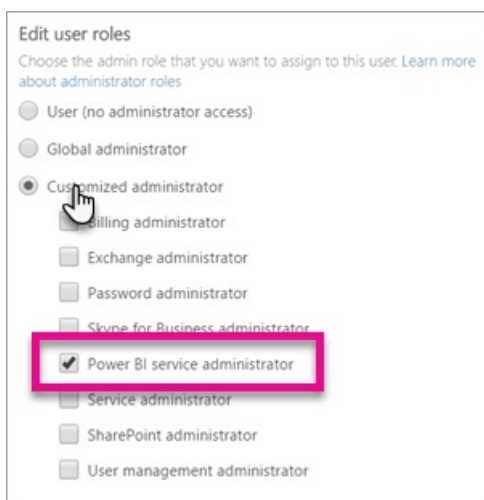 Edit user roles
Choose the admin role that you want to assign to this user. Learn more
about administrator roles
User (no administrator access)
Global administrator
Customized administrator
Billing administrator
Exchange administrator
Password administrator
Skype for Business administrator
Power BI service administrator
Service administrator
SharePoint administrator
User management administrator